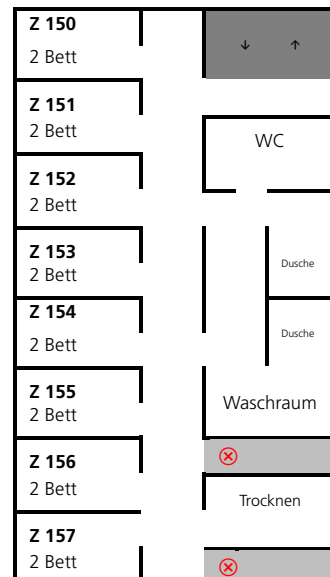 Z 150
2 Bett
↓ ↑
Z 151
2 Bett
WC
Z 152
2 Bett
Z 153
2 Bett
Dusche
Z 154
2 Bett
Dusche
Z 155
2 Bett
Waschraum
Z 156
2 Bett
Trocknen
Z 157
2 Bett